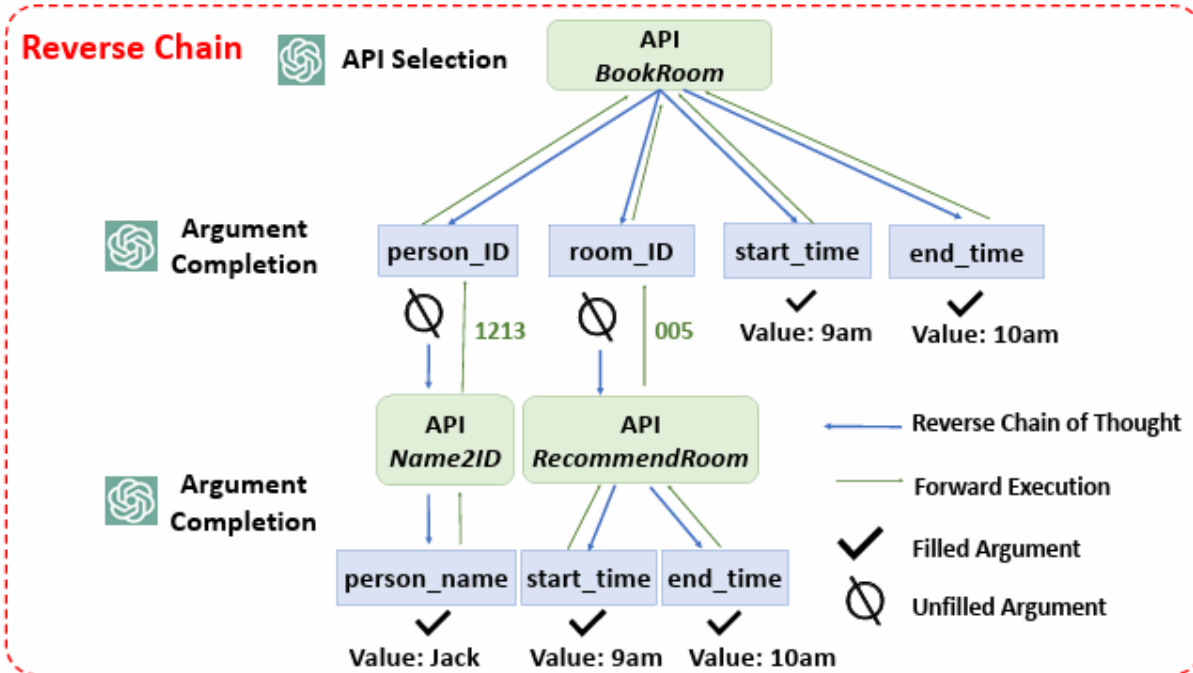 Reverse Chain
API Selection
API
BookRoom
Argument
Completion
person_ID
room_ID
start_time
end_time
1213
005
Value: 9am
Value: 10am
API
Name2ID
API
RecommendRoom
Reverse Chain of Thought
Argument
Completion
Forward Execution
person_name
start_time
end_time
Filled Argument
Unfilled Argument
Value: Jack
Value: 9am
Value: 10am